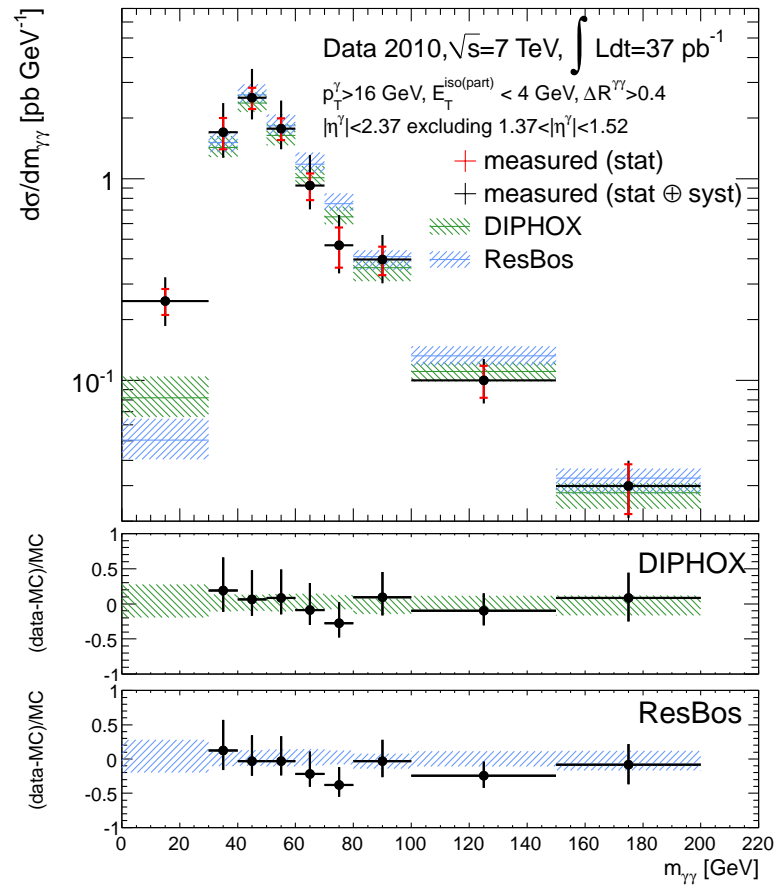 dσ/dm_γγ [pb GeV⁻¹]
Data 2010, √s=7 TeV, ∫ Ldt=37 pb⁻¹
p_T^γ>16 GeV, E_T^iso(part) < 4 GeV, ΔR^γγ>0.4
|η^γ|<2.37 excluding 1.37<|η^γ|<1.52
measured (stat)
measured (stat ⊕ syst)
DIPHOX
ResBos
1
10⁻¹
(data-MC)/MC
1
0.5
0
-0.5
-1
DIPHOX
(data-MC)/MC
1
0.5
0
-0.5
-1
ResBos
0 20 40 60 80 100 120 140 160 180 200 220
m_γγ [GeV]